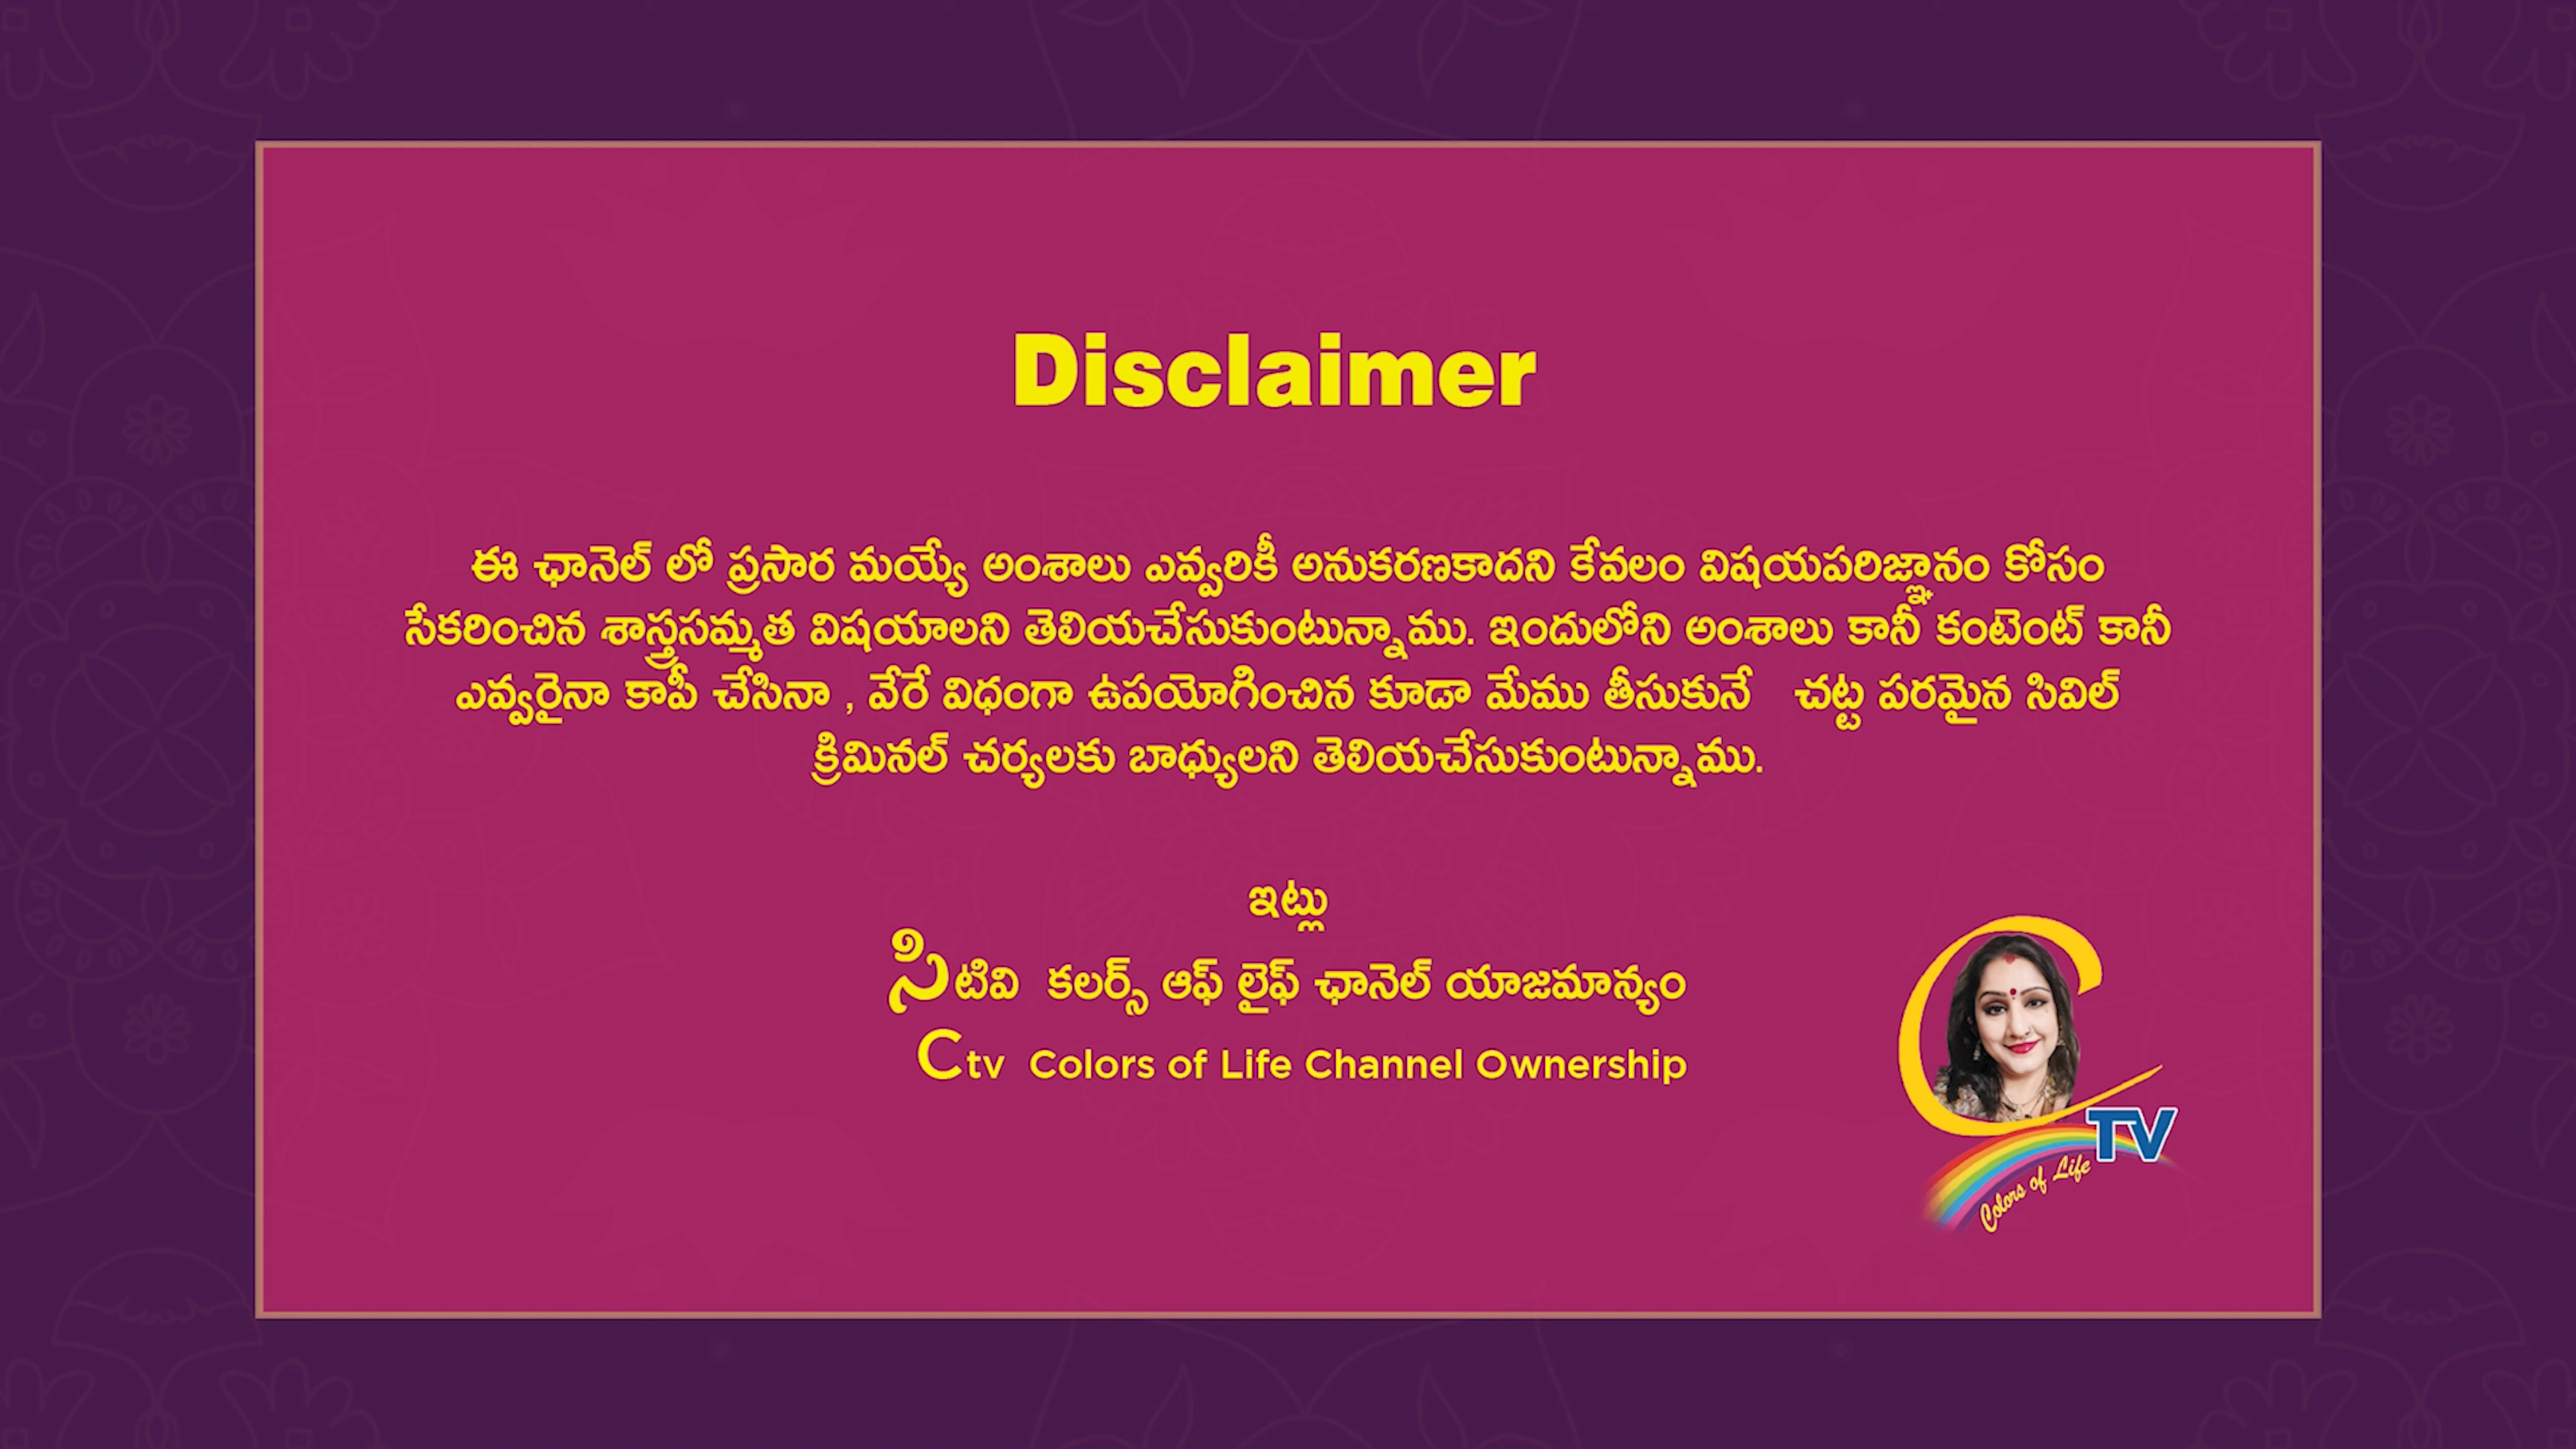 Disclaimer
ఈ ఛానెల్ లో ప్రసార మయ్యే అంశాలు ఎవ్వరికీ అనుకరణకాదని కేవలం విషయపరిజ్ఞానం కోసం
సేకరించిన శాస్త్రసమ్మత విషయాలని తెలియచేసుకుంటున్నాము. ఇందులోని అంశాలు కానీ కంటెంట్ కానీ
ఎవ్వరైనా కాపీ చేసినా , వేరే విధంగా ఉపయోగించిన కూడా మేము తీసుకునే చట్ట పరమైన సివిల్
క్రిమినల్ చర్యలకు బాధ్యులని తెలియచేసుకుంటున్నాము.
ఇట్లు
సిటివి కలర్స్ ఆఫ్ లైఫ్ ఛానెల్ యాజమాన్యం
Ctv Colors of Life Channel Ownership
C TV
Colors of Life